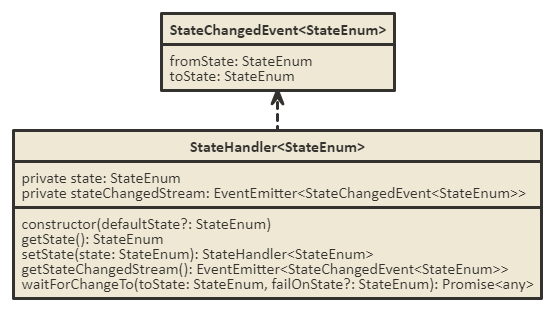 StateChangedEvent<StateEnum>
fromState: StateEnum
toState: StateEnum
StateHandler<StateEnum>
private state: StateEnum
private stateChangedStream: EventEmitter<StateChangedEvent<StateEnum>>
constructor(defaultState?: StateEnum)
getState(): StateEnum
setState(state: StateEnum): StateHandler<StateEnum>
getStateChangedStream(): EventEmitter<StateChangedEvent<StateEnum>>
waitForChangeTo(toState: StateEnum, failOnState?: StateEnum): Promise<any>